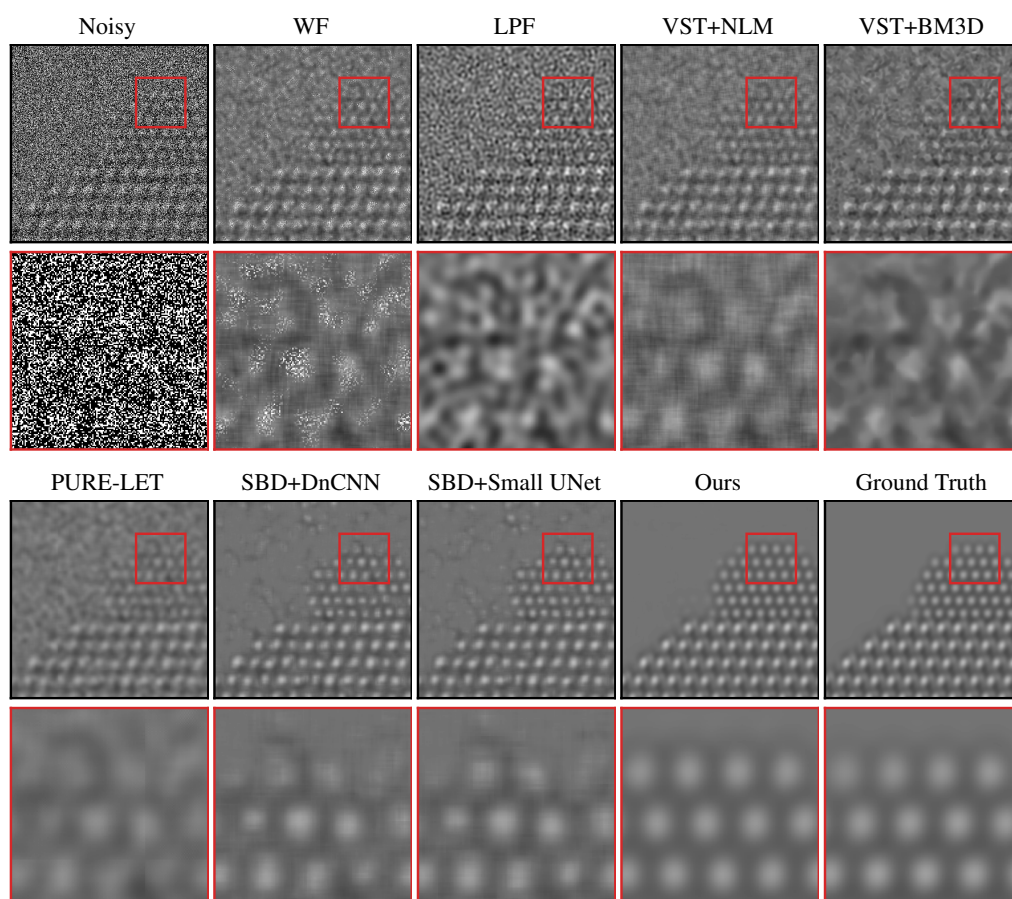 Noisy WF LPF VST+NLM VST+BM3D
PURE-LET SBD+DnCNN SBD+Small UNet Ours Ground Truth